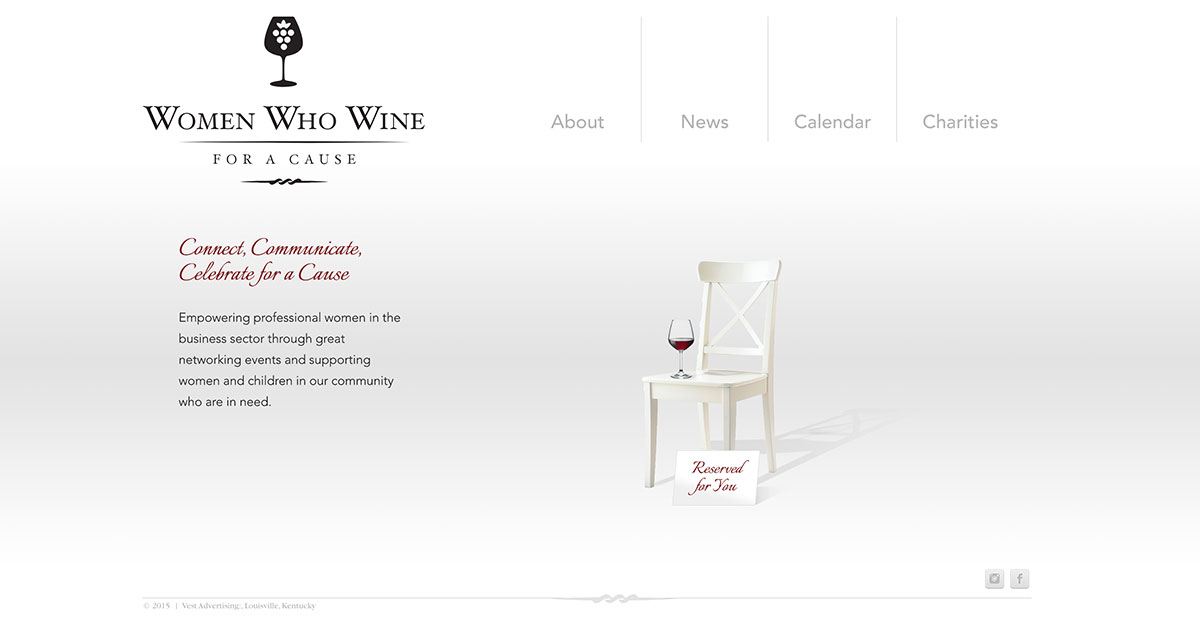 WOMEN WHO WINE
FOR A CAUSE
About
News
Calendar
Charities
Connect, Communicate,
Celebrate for a Cause
Empowering professional women in the
business sector through great
networking events and supporting
women and children in our community
who are in need.
Reserved
for You
f
© 2015 | Vest Advertising, Louisville, Kentucky